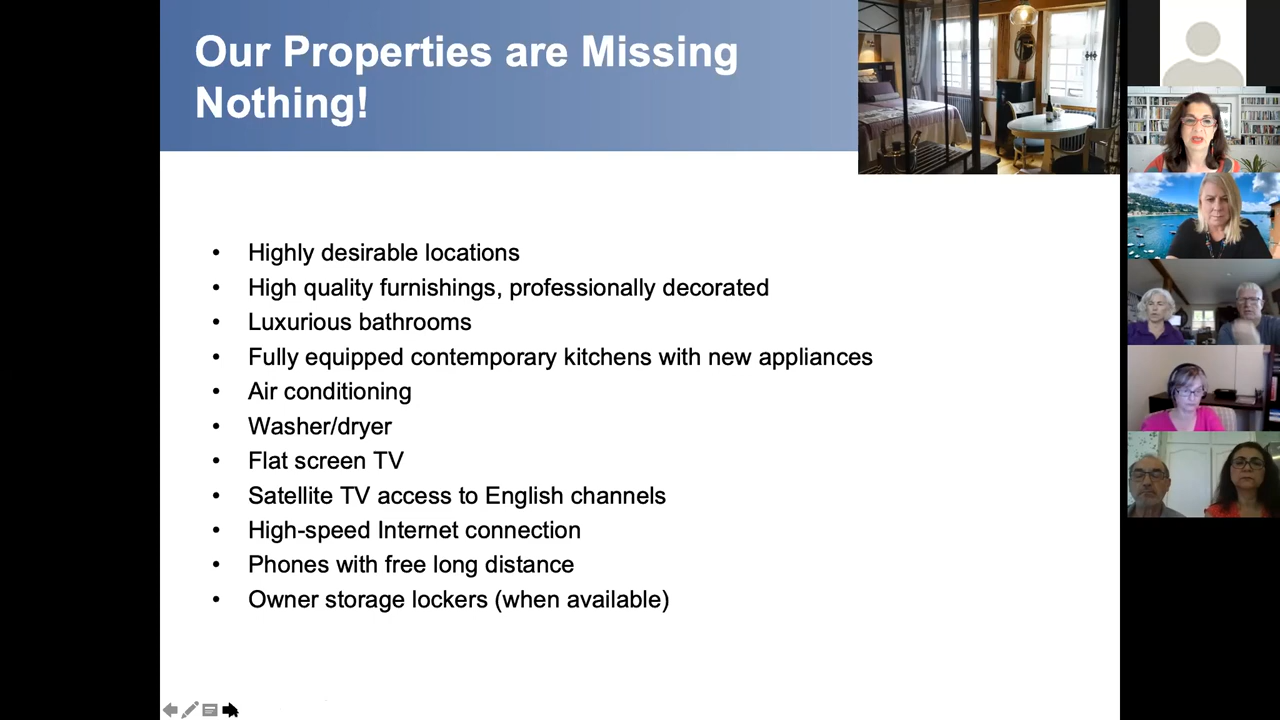 Our Properties are Missing
Nothing!
• Highly desirable locations
• High quality furnishings, professionally decorated
• Luxurious bathrooms
• Fully equipped contemporary kitchens with new appliances
• Air conditioning
• Washer/dryer
• Flat screen TV
• Satellite TV access to English channels
• High-speed Internet connection
• Phones with free long distance
• Owner storage lockers (when available)